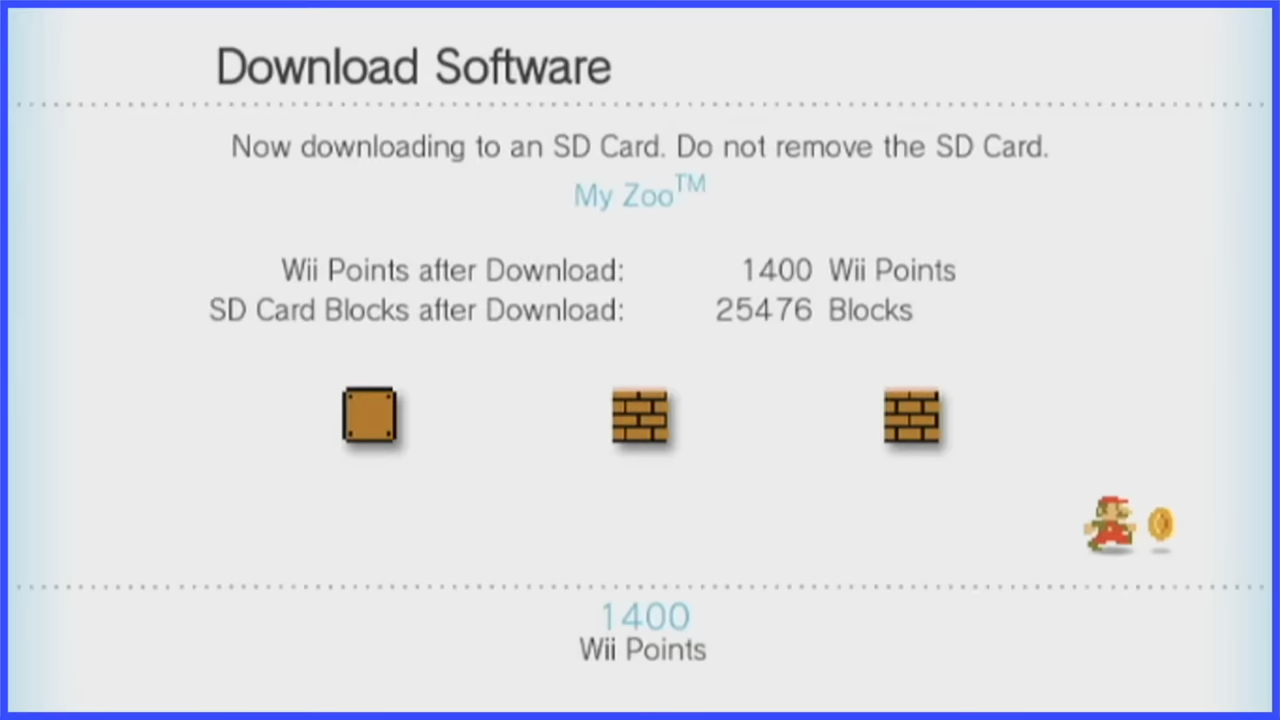 Download Software
Now downloading to an SD Card. Do not remove the SD Card.
My Zoo™
Wii Points after Download: 1400 Wii Points
SD Card Blocks after Download: 25476 Blocks
1400
Wii Points